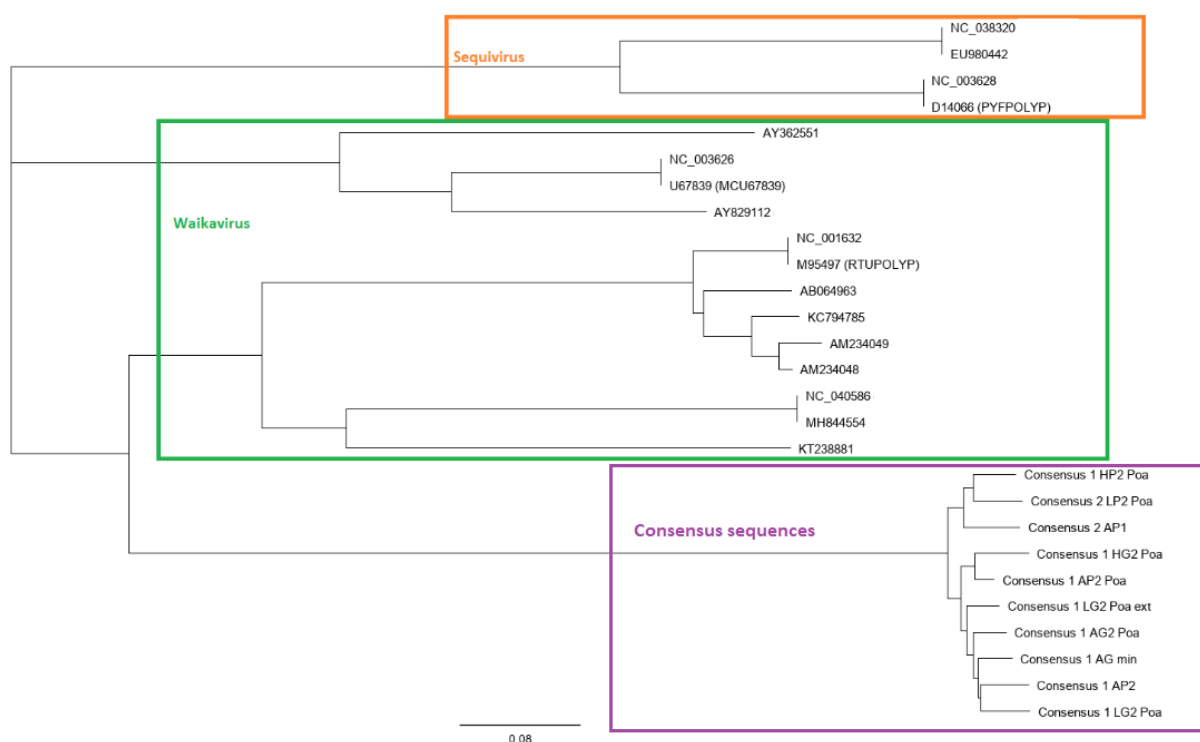 NC_038320
Sequivirus
EU980442
NC_003628
D14066 (PYFPOLYP)
AY362551
NC_003626
U67839 (MCU67839)
AY829112
Waikavirus
NC_001632
M95497 (RTUPOLYP)
AB064963
KC794785
AM234049
AM234048
NC_040586
MH844554
KT238881
Consensus 1 HP2 Poa
Consensus 2 LP2 Poa
Consensus sequences
Consensus 2 AP1
Consensus 1 HG2 Poa
Consensus 1 AP2 Poa
Consensus 1 LG2 Poa ext
Consensus 1 AG2 Poa
Consensus 1 AG min
Consensus 1 AP2
Consensus 1 LG2 Poa
0.08